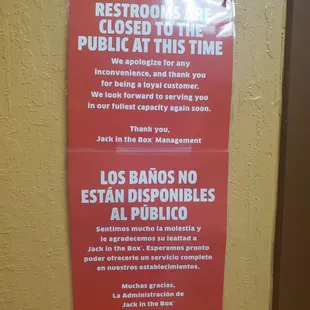 RESTROOMS ARE
CLOSED TO THE
PUBLIC AT THIS TIME
We apologize for any
inconvenience, and thank you
for being a loyal customer.
We look forward to serving you
in our fullest capacity again soon.
Thank you,
Jack in the Box Management
LOS BAÑOS NO
ESTÁN DISPONIBLES
AL PÚBLICO
Sentimos mucho la molestia y
le agradecemos su lealtad a
Jack in the Box. Esperamos pronto
poder ofrecerle un servicio completo
en nuestros establecimientos.
Muchas gracias,
La Administración de
Jack in the Box